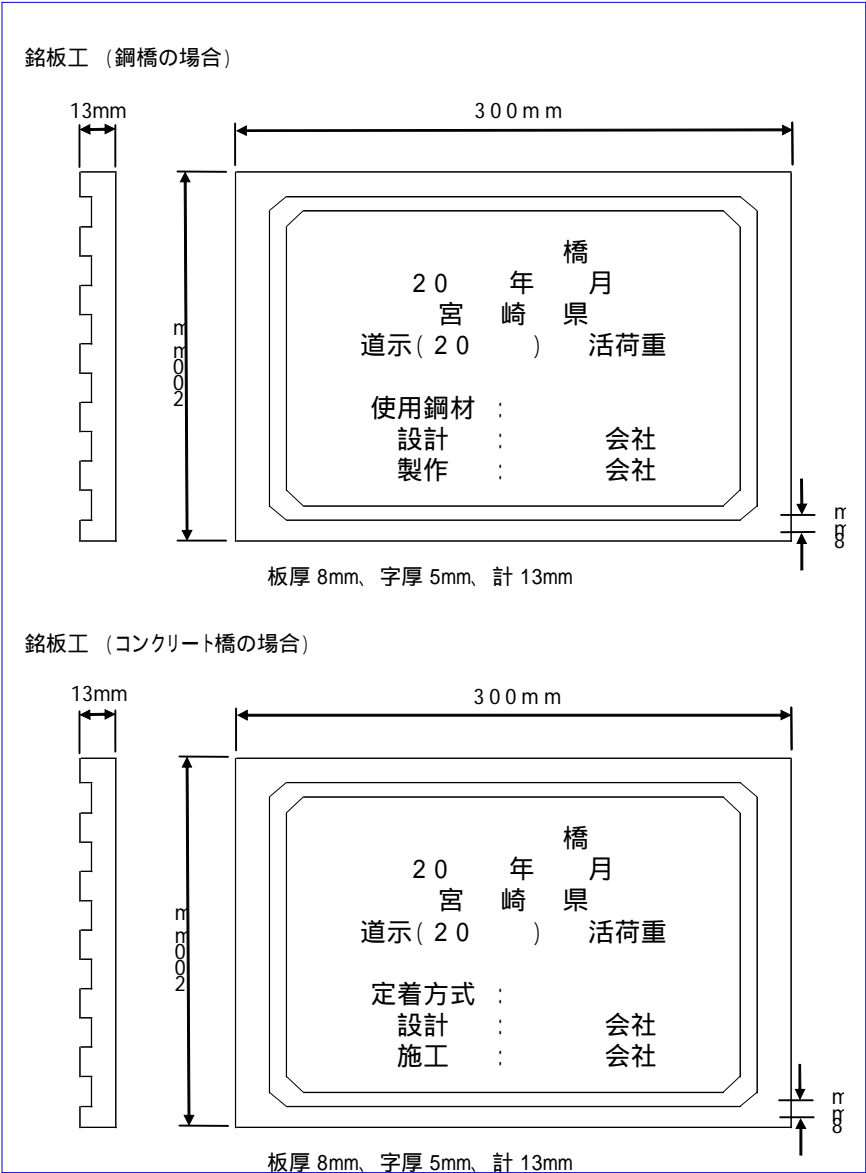 銘板工 (鋼橋の場合)
13mm
300mm
200mm
橋
20 年 月
宮 崎 県
道示(20 ) 活荷重
使用鋼材 :
設計 : 会社
製作 : 会社
8mm
板厚 8mm、字厚 5mm、計 13mm
銘板工 (コンクリート橋の場合)
13mm
300mm
200mm
橋
20 年 月
宮 崎 県
道示(20 ) 活荷重
定着方式 :
設計 : 会社
施工 : 会社
8mm
板厚 8mm、字厚 5mm、計 13mm